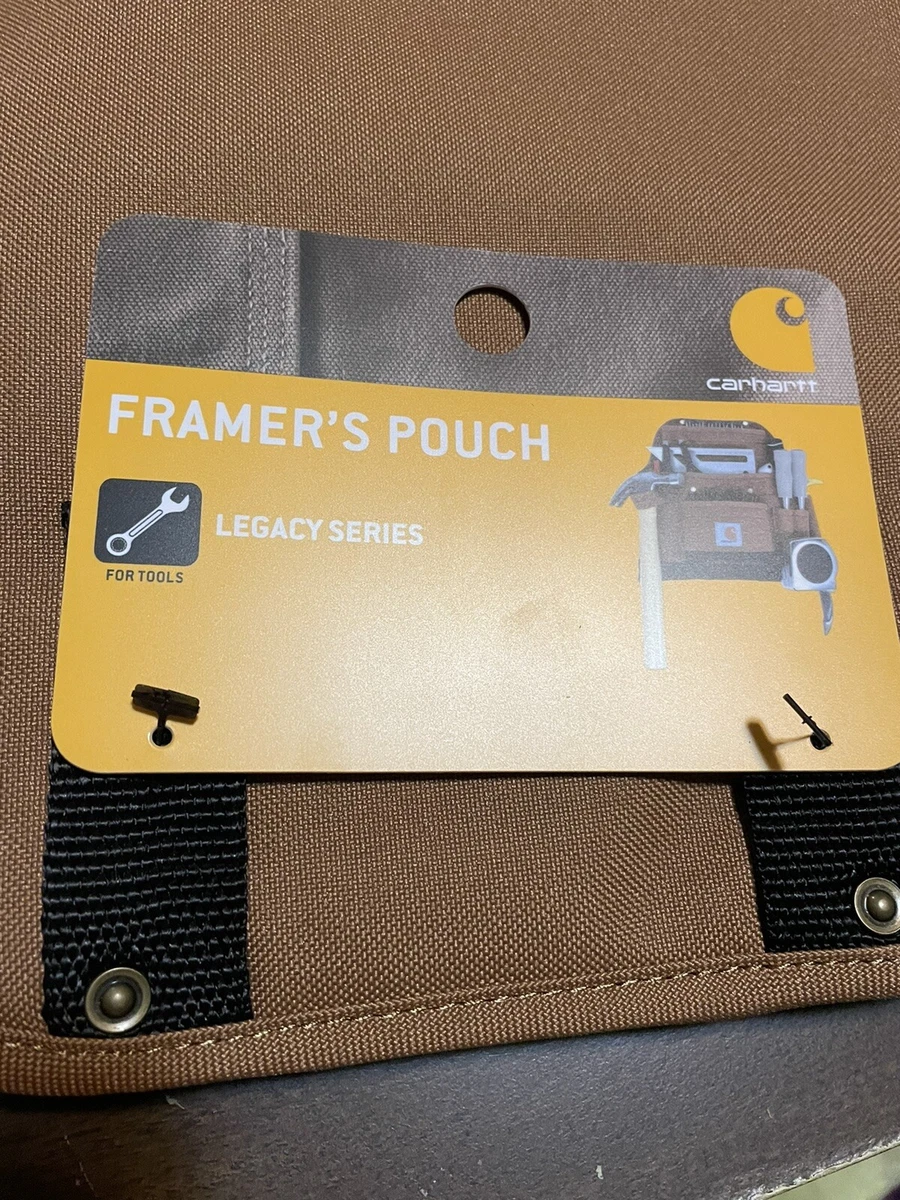 carhartt
FRAMER'S POUCH
LEGACY SERIES
FOR TOOLS